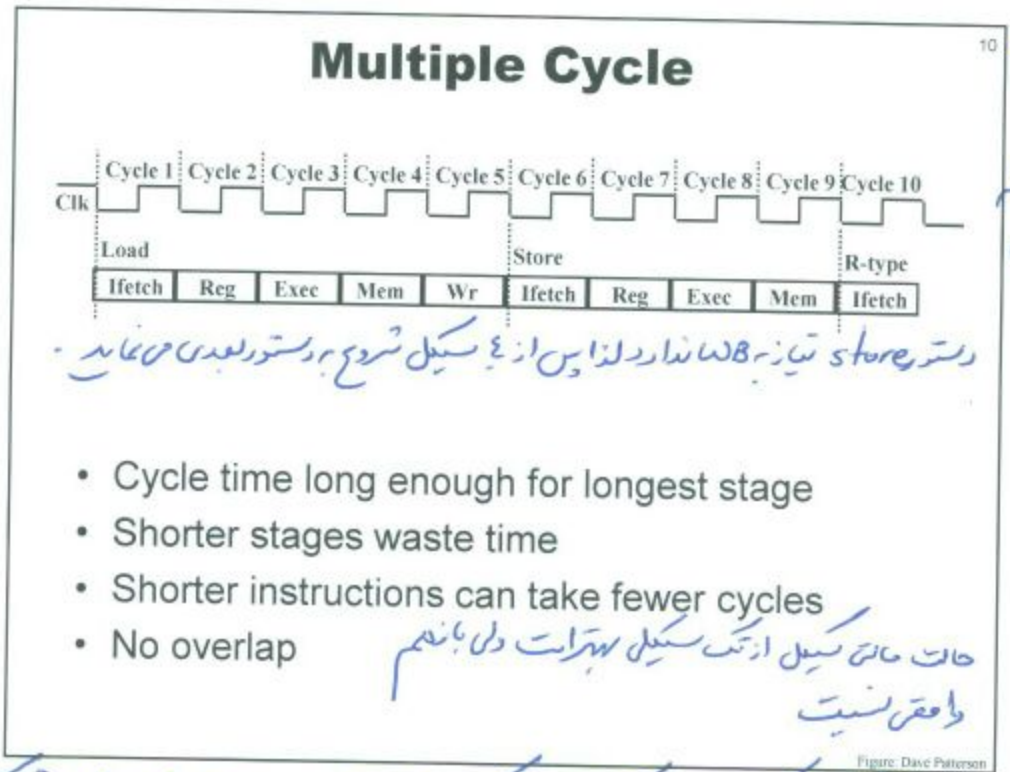 10
Multiple Cycle
Cycle 1 Cycle 2 Cycle 3 Cycle 4 Cycle 5 Cycle 6 Cycle 7 Cycle 8 Cycle 9 Cycle 10
Clk
Load Store R-type
Ifetch Reg Exec Mem Wr Ifetch Reg Exec Mem Ifetch
دستور store نیاز به WB ندارد لذا پس از ٤ سیکل شروع به دستور بعدی می نماید .
• Cycle time long enough for longest stage
• Shorter stages waste time
• Shorter instructions can take fewer cycles
• No overlap
حالت مالتی سیکل از تک سیکلی بهتر است ولی باز هم
واقعی نیست
Figure: Dave Patterson